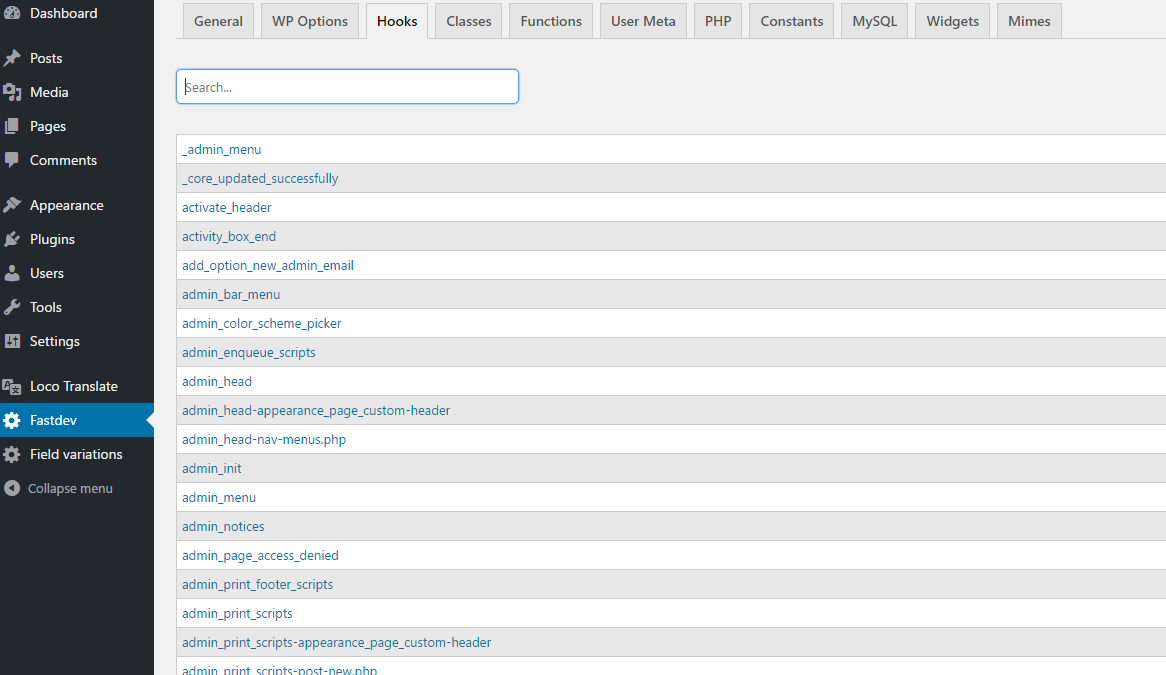 Dashboard
Posts
Media
Pages
Comments
Appearance
Plugins
Users
Tools
Settings
Loco Translate
Fastdev
Field variations
Collapse menu
General WP Options Hooks Classes Functions User Meta PHP Constants MySQL Widgets Mimes
Search...
_admin_menu
_core_updated_successfully
activate_header
activity_box_end
add_option_new_admin_email
admin_bar_menu
admin_color_scheme_picker
admin_enqueue_scripts
admin_head
admin_head-appearance_page_custom-header
admin_head-nav-menus.php
admin_init
admin_menu
admin_notices
admin_page_access_denied
admin_print_footer_scripts
admin_print_scripts
admin_print_scripts-appearance_page_custom-header
admin_print_scripts-post-new.php